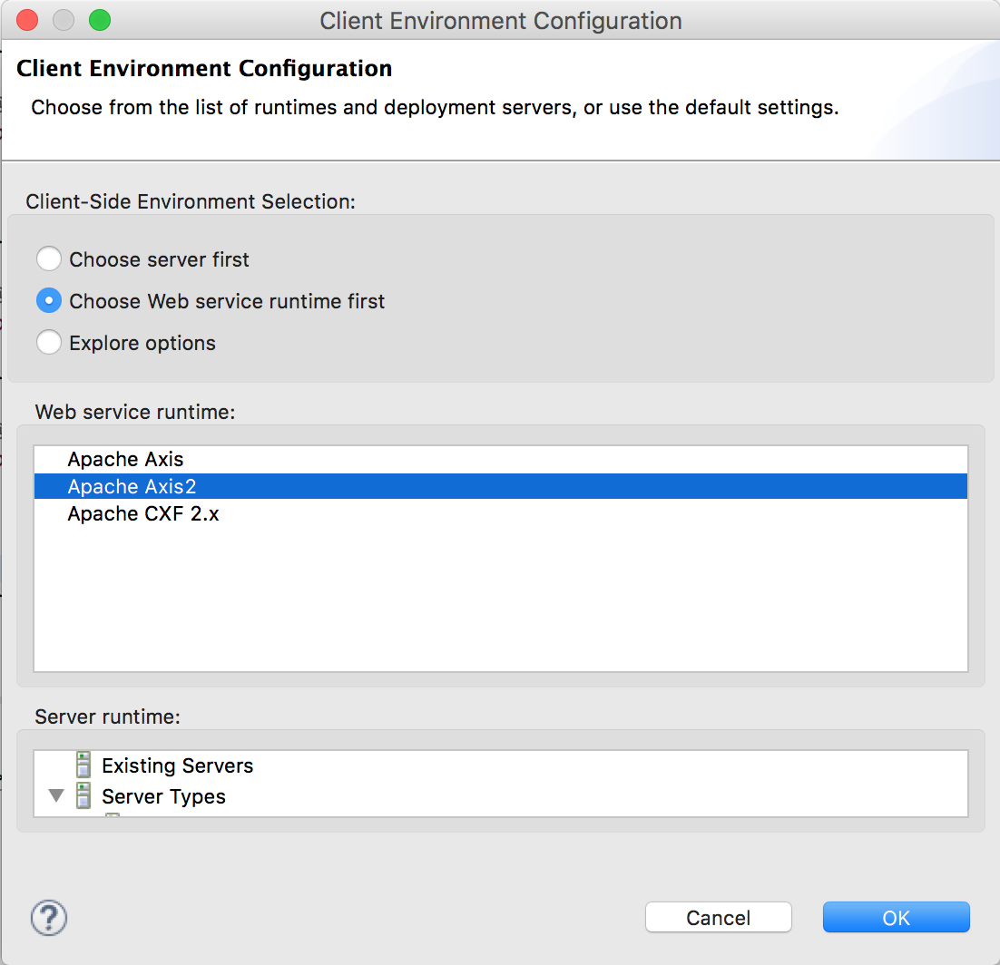 Client Environment Configuration
Client Environment Configuration
Choose from the list of runtimes and deployment servers, or use the default settings.
Client-Side Environment Selection:
Choose server first
Choose Web service runtime first
Explore options
Web service runtime:
Apache Axis
Apache Axis2
Apache CXF 2.x
Server runtime:
Existing Servers
Server Types
?
Cancel
OK